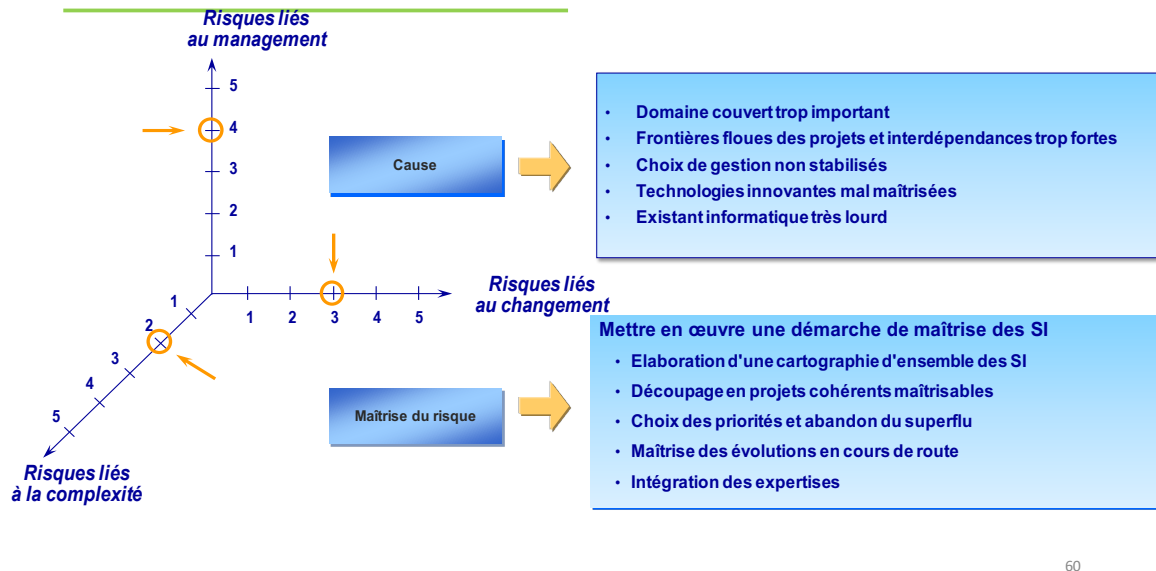 Risques liés
au management
5
4
3
2
1
Cause
• Domaine couvert trop important
• Frontières floues des projets et interdépendances trop fortes
• Choix de gestion non stabilisés
• Technologies innovantes mal maîtrisées
• Existant informatique très lourd
1 2 3 4 5
Risques liés
au changement
1
2
3
4
5
Risques liés
à la complexité
Maîtrise du risque
Mettre en œuvre une démarche de maîtrise des SI
• Elaboration d'une cartographie d'ensemble des SI
• Découpage en projets cohérents maîtrisables
• Choix des priorités et abandon du superflu
• Maîtrise des évolutions en cours de route
• Intégration des expertises
60